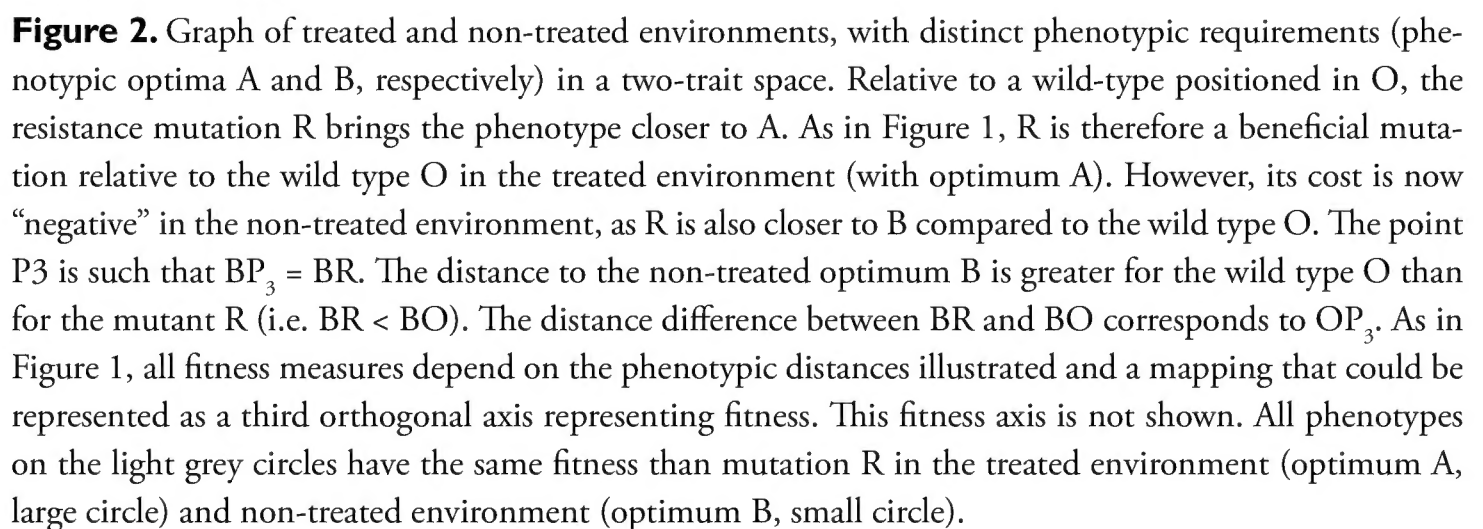 Figure 2. Graph of treated and non-treated environments, with distinct phenotypic requirements (phe-
notypic optima A and B, respectively) in a two-trait space. Relative to a wild-type positioned in O, the
resistance mutation R brings the phenotype closer to A. As in Figure 1, R is therefore a beneficial muta-
tion relative to the wild type O in the treated environment (with optimum A). However, its cost is now
“negative” in the non-treated environment, as R is also closer to B compared to the wild type O. The point
P3 is such that BP₃ = BR. The distance to the non-treated optimum B is greater for the wild type O than
for the mutant R (i.e. BR < BO). The distance difference between BR and BO corresponds to OP₃. As in
Figure 1, all fitness measures depend on the phenotypic distances illustrated and a mapping that could be
represented as a third orthogonal axis representing fitness. This fitness axis is not shown. All phenotypes
on the light grey circles have the same fitness than mutation R in the treated environment (optimum A,
large circle) and non-treated environment (optimum B, small circle).